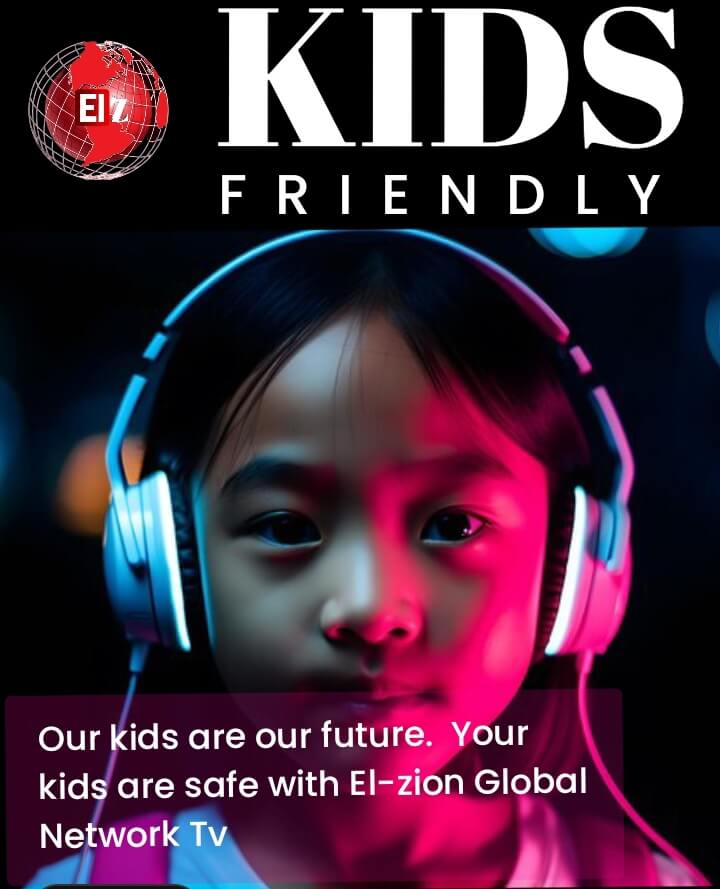 KIDS
Elz
FRIENDLY
Our kids are our future.  Your
kids are safe with El-zion Global
Network Tv